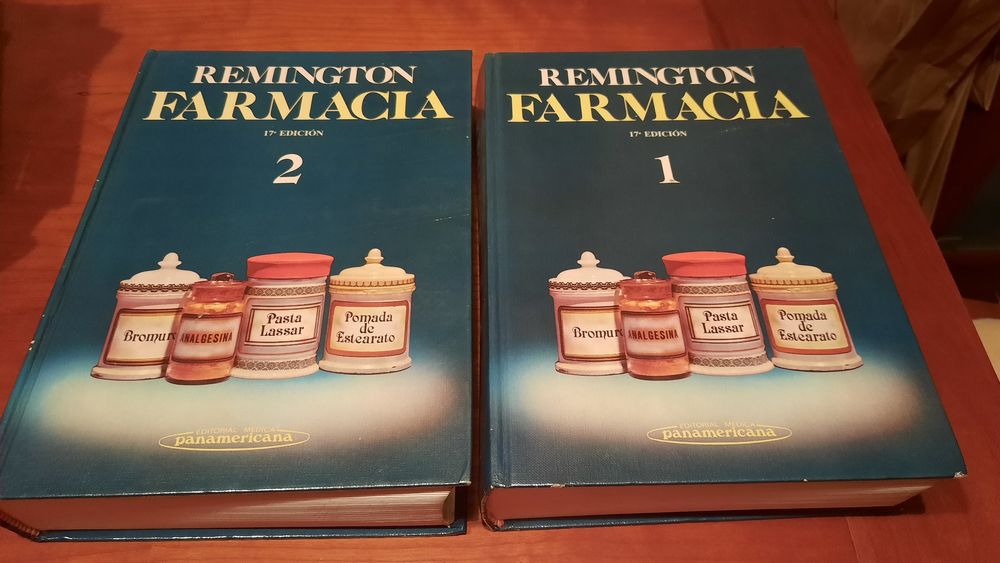 REMINGTON
FARMACIA
17ª EDICIÓN
2
Bromuro
ANALGESINA
Pasta
Lassar
Pomada
de
Estearato
EDITORIAL MEDICA
panamericana
REMINGTON
FARMACIA
17ª EDICIÓN
1
Bromuro
ANALGESINA
Pasta
Lassar
Pomada
de
Estearato
EDITORIAL MEDICA
panamericana